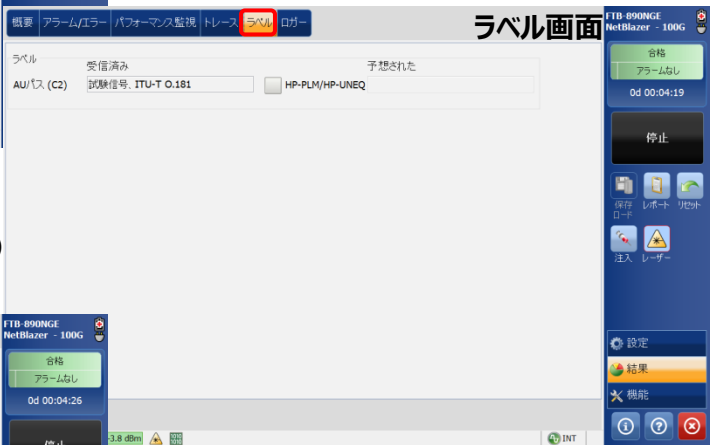 概要 アラーム/エラー パフォーマンス監視 トレース ラベル ロガー
ラベル画面
ラベル
受信済み 予想された
AU/パス (C2) 試験信号、ITU-T O.181 HP-PLM/HP-UNEQ
FTB-890NGE
NetBlazer - 100G
合格
アラームなし
0d 00:04:19
停止
保存
ロード
レポート リセット
注入 レーザー
設定
結果
機能
INT
FTB-890NGE
NetBlazer - 100G
合格
アラームなし
0d 00:04:26
-3.8 dBm